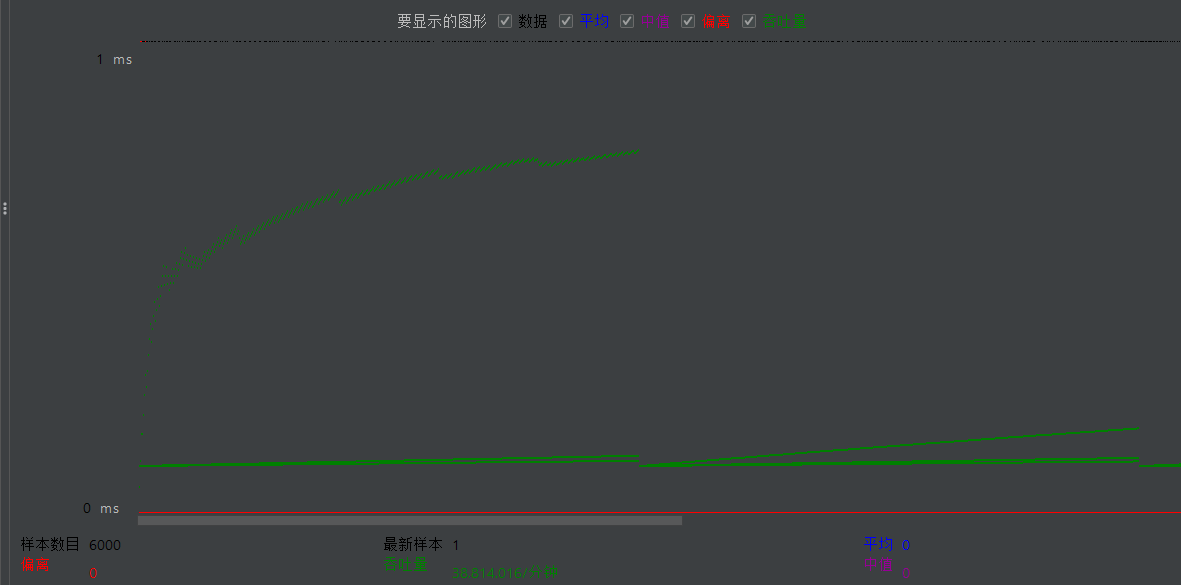 要显示的图形 数据 平均 中值 偏离 吞吐量
1 ms
0 ms
样本数目 6000 最新样本 1 平均 0
偏离 0 吞吐量 38,814.016/分钟 0